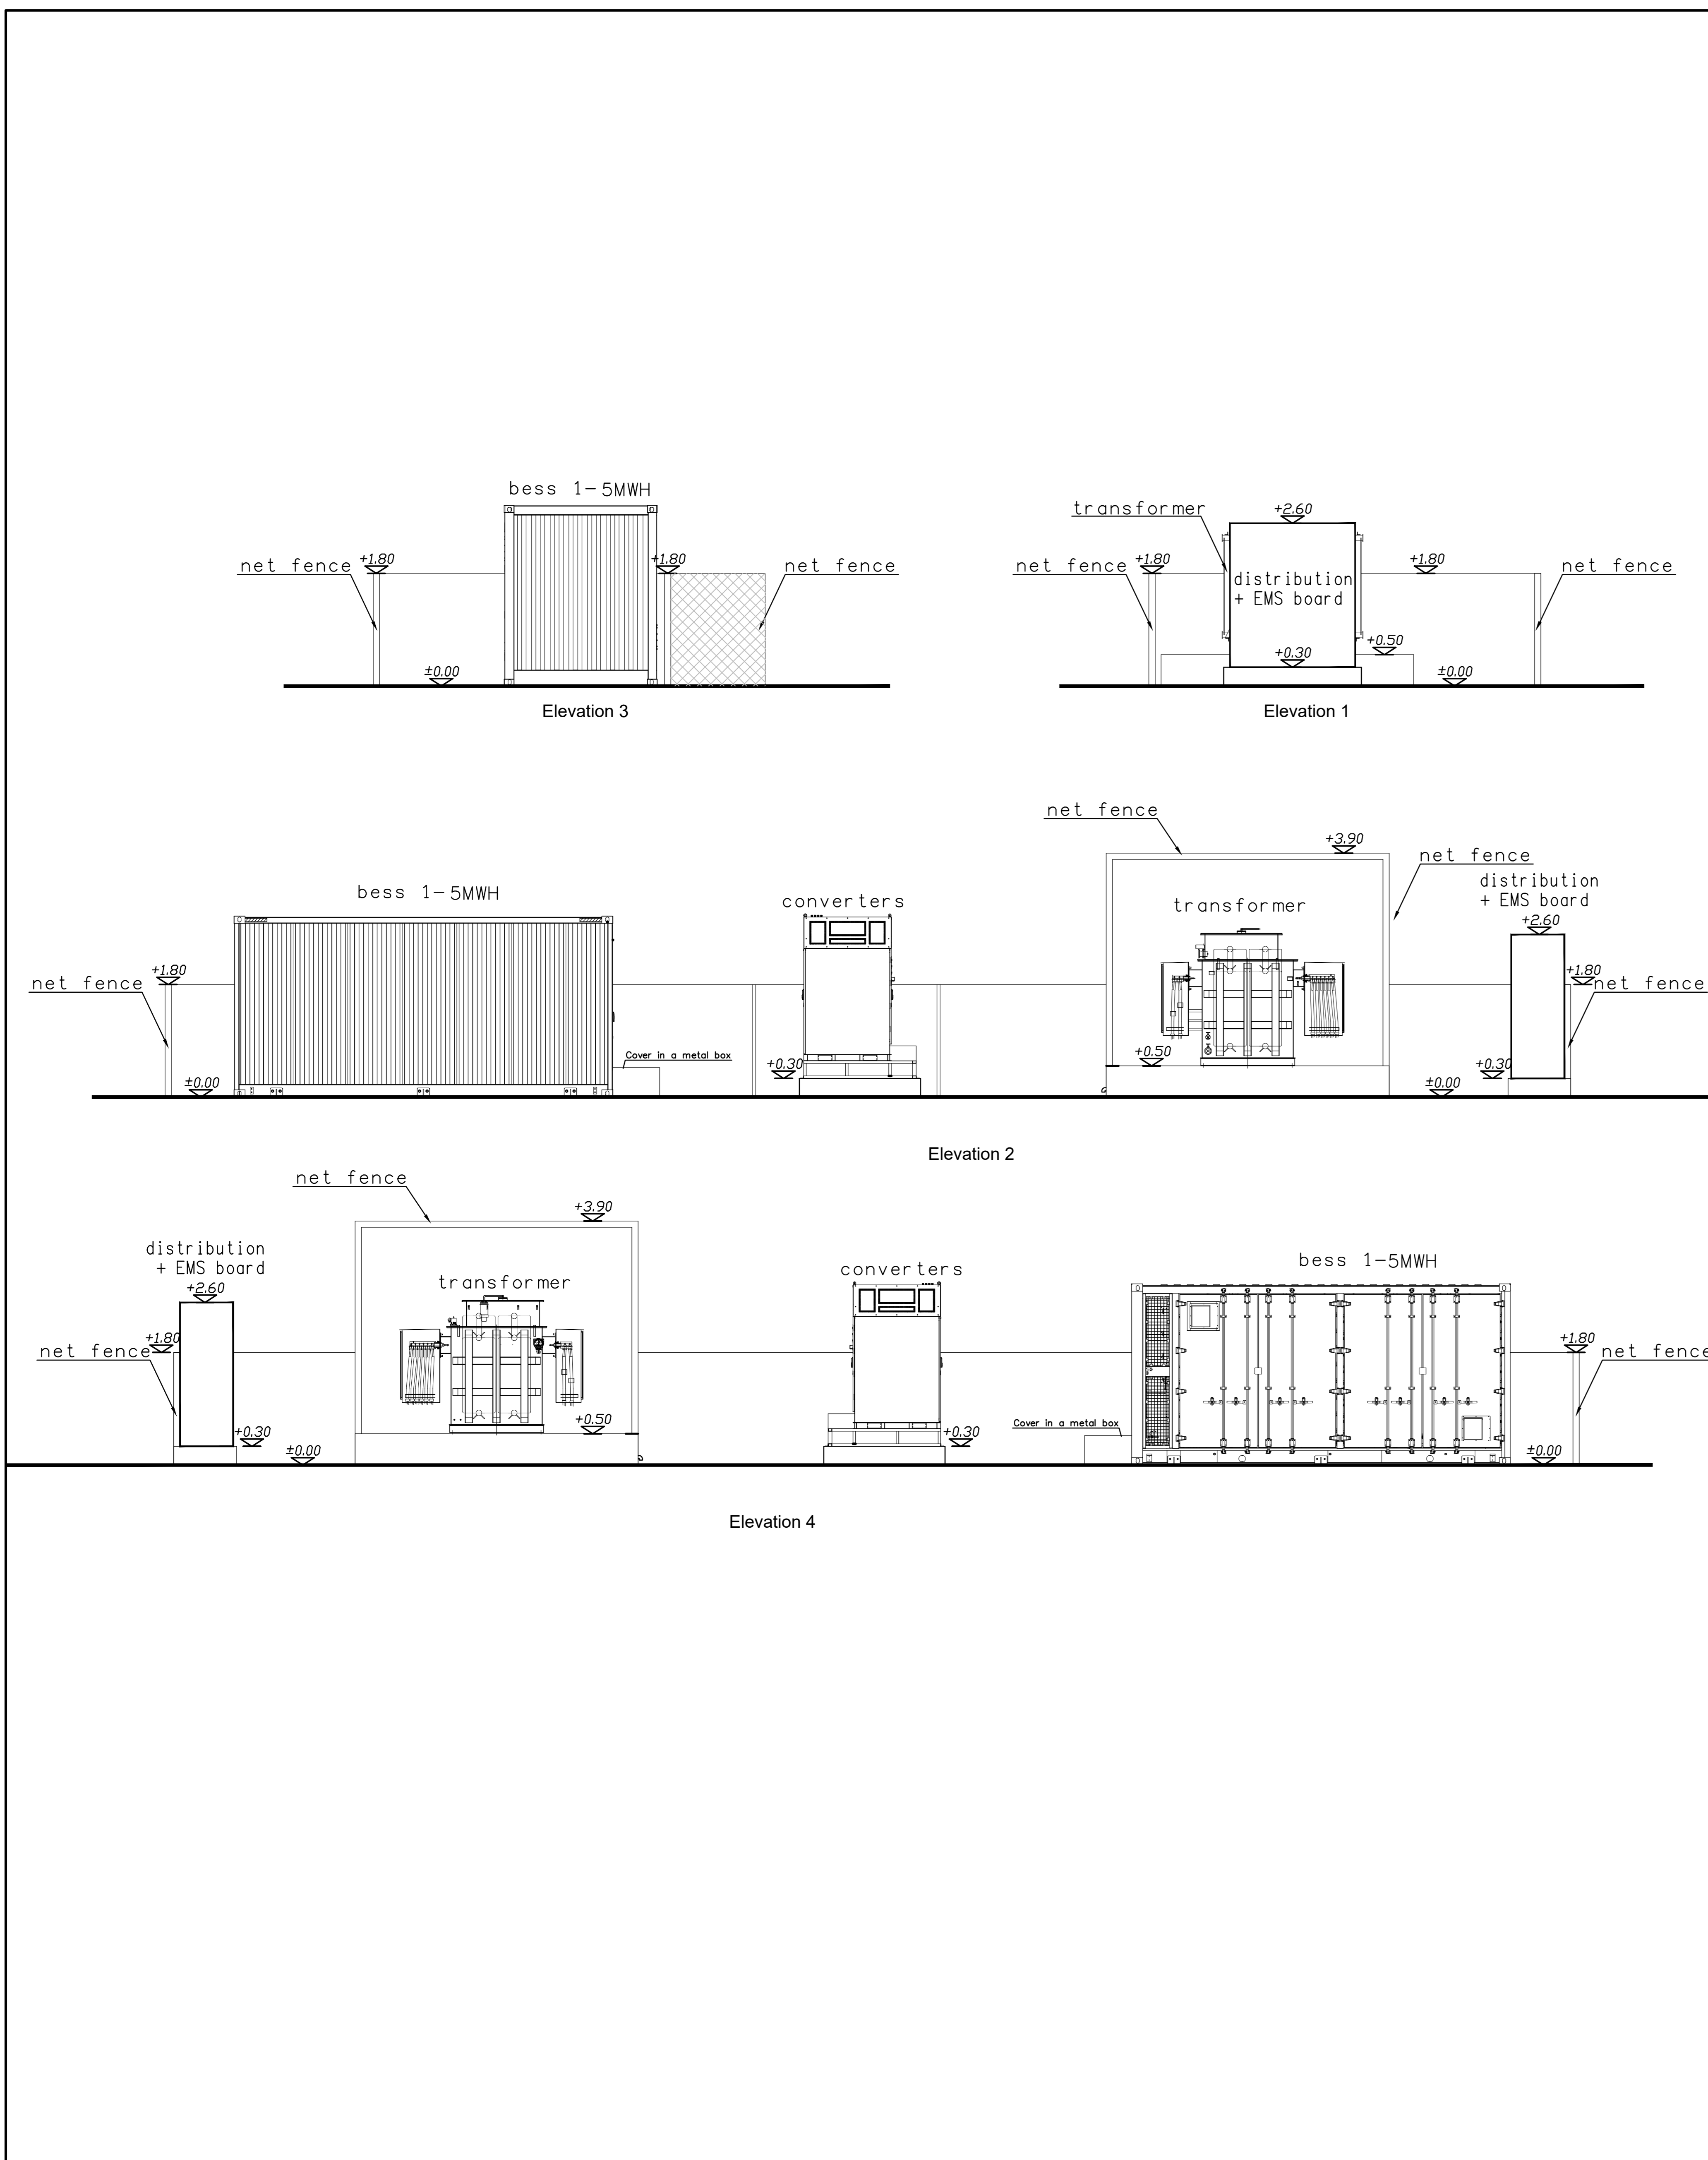 bess 1-5MWH
net fence
+1.80
+1.80
net fence
±0.00
Elevation 3
transformer
+2.60
net fence
+1.80
+1.80
net fence
distribution
+ EMS board
+0.50
+0.30
±0.00
Elevation 1
net fence
+3.90
net fence
bess 1-5MWH
converters
transformer
distribution
+ EMS board
+2.60
net fence
+1.80
+1.80
net fence
Cover in a metal box
+0.30
+0.50
+0.30
±0.00
±0.00
Elevation 2
net fence
+3.90
distribution
+ EMS board
+2.60
transformer
converters
bess 1-5MWH
net fence
+1.80
+1.80
net fence
+0.30
+0.50
+0.30
Cover in a metal box
±0.00
±0.00
Elevation 4